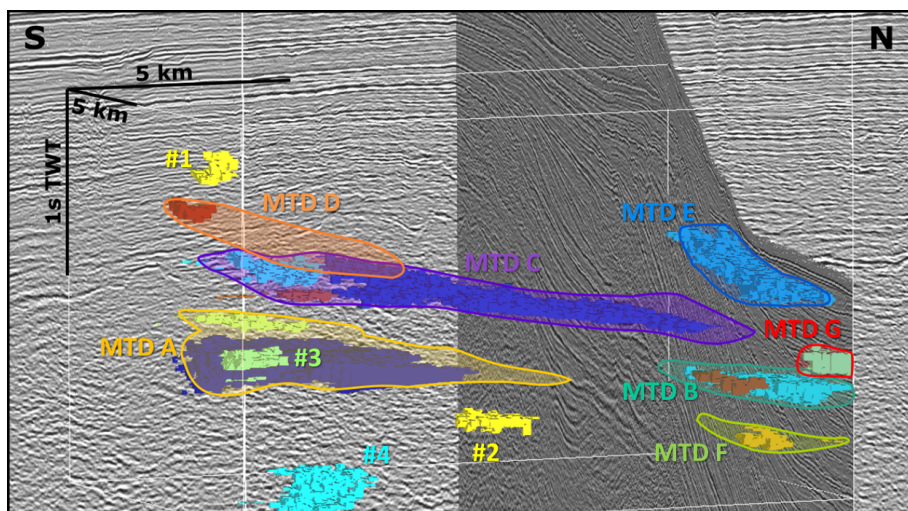 S
N
5 km
5 km
1s TWT
#1
MTD D
MTD E
MTD C
MTD A
#3
MTD G
MTD B
#2
MTD F
#4